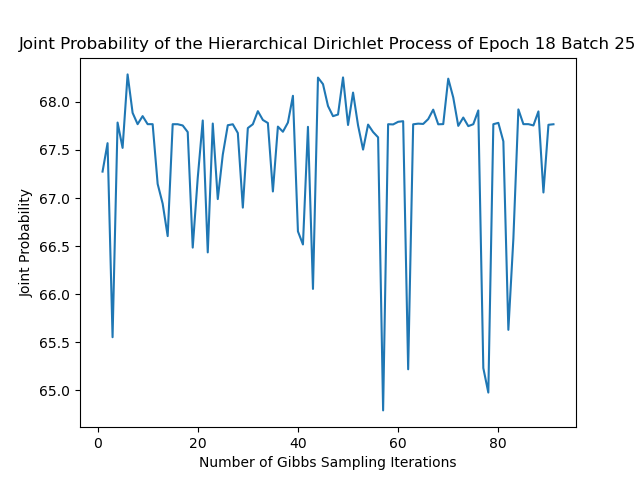 Joint Probability of the Hierarchical Dirichlet Process of Epoch 18 Batch 25
68.0
67.5
67.0
66.5
66.0
65.5
65.0
Joint Probability
0 20 40 60 80
Number of Gibbs Sampling Iterations